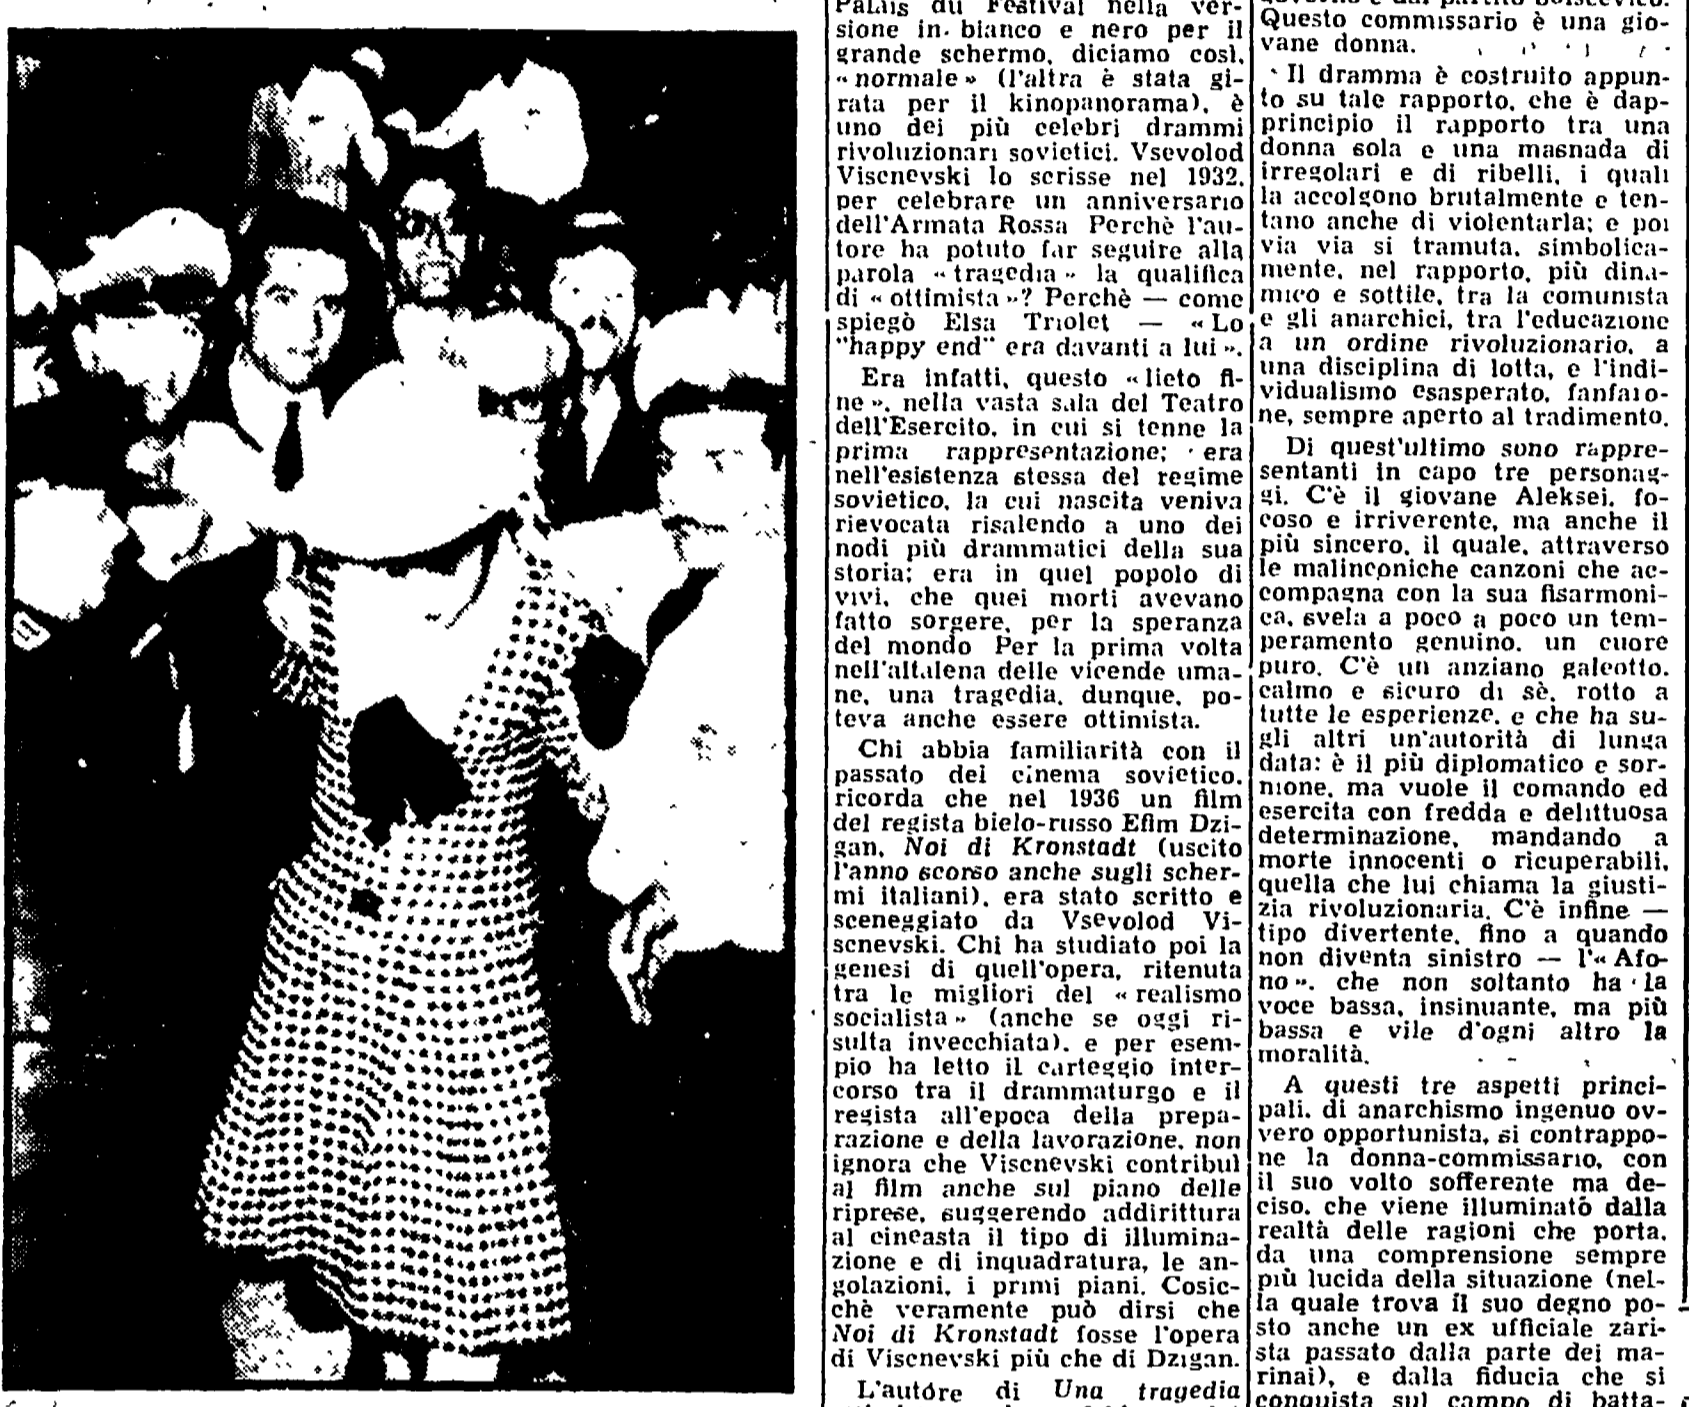 Palais du Festival nella ver-
sione in bianco e nero per il
grande schermo, diciamo così,
« normale » (l'altra è stata gi-
rata per il kinopanorama), è
uno dei più celebri drammi
rivoluzionari sovietici. Vsevolod
Viscnevski lo scrisse nel 1932,
per celebrare un anniversario
dell'Armata Rossa Perchè l'au-
tore ha potuto far seguire alla
parola « tragedia » la qualifica
di « ottimista »? Perchè — come
spiegò Elsa Triolet — « Lo
"happy end" era davanti a lui ».
Era infatti, questo « lieto fi-
ne », nella vasta sala del Teatro
dell'Esercito, in cui si tenne la
prima rappresentazione; era
nell'esistenza stessa del regime
sovietico, la cui nascita veniva
rievocata risalendo a uno dei
nodi più drammatici della sua
storia; era in quel popolo di
vivi, che quei morti avevano
fatto sorgere, per la speranza
del mondo Per la prima volta
nell'altalena delle vicende uma-
ne, una tragedia, dunque, po-
teva anche essere ottimista.
Chi abbia familiarità con il
passato del cinema sovietico,
ricorda che nel 1936 un film
del regista bielo-russo Efim Dzi-
gan, Noi di Kronstadt (uscito
l'anno scorso anche sugli scher-
mi italiani), era stato scritto e
sceneggiato da Vsevolod Vi-
scnevski. Chi ha studiato poi la
genesi di quell'opera, ritenuta
tra le migliori del « realismo
socialista » (anche se oggi ri-
sulta invecchiata), e per esem-
pio ha letto il carteggio inter-
corso tra il drammaturgo e il
regista all'epoca della prepa-
razione e della lavorazione, non
ignora che Viscnevski contribuì
al film anche sul piano delle
riprese, suggerendo addirittura
al cineasta il tipo di illumina-
zione e di inquadratura, le an-
golazioni, i primi piani. Cosic-
chè veramente può dirsi che
Noi di Kronstadt fosse l'opera
di Viscnevski più che di Dzigan.
L'autore di Una tragedia
Questo commissario è una gio-
vane donna.
Il dramma è costruito appun-
to su tale rapporto, che è dap-
principio il rapporto tra una
donna sola e una masnada di
irregolari e di ribelli, i quali
la accolgono brutalmente e ten-
tano anche di violentarla; e poi
via via si tramuta, simbolica-
mente, nel rapporto, più dina-
mico e sottile, tra la comunista
e gli anarchici, tra l'educazione
a un ordine rivoluzionario, a
una disciplina di lotta, e l'indi-
vidualismo esasperato, fanfaro-
ne, sempre aperto al tradimento.
Di quest'ultimo sono rappre-
sentanti in capo tre personag-
gi. C'è il giovane Aleksei, fo-
coso e irriverente, ma anche il
più sincero, il quale, attraverso
le malinconiche canzoni che ac-
compagna con la sua fisarmoni-
ca, svela a poco a poco un tem-
peramento genuino, un cuore
puro. C'è un anziano galeotto,
calmo e sicuro di sè, rotto a
tutte le esperienze, e che ha su-
gli altri un'autorità di lunga
data: è il più diplomatico e sor-
nione, ma vuole il comando ed
esercita con fredda e delittuosa
determinazione, mandando a
morte innocenti o ricuperabili,
quella che lui chiama la giusti-
zia rivoluzionaria. C'è infine —
tipo divertente, fino a quando
non diventa sinistro — l'« Afo-
no », che non soltanto ha la
voce bassa, insinuante, ma più
bassa e vile d'ogni altro la
moralità.
A questi tre aspetti princi-
pali, di anarchismo ingenuo ov-
vero opportunista, si contrappo-
ne la donna-commissario, con
il suo volto sofferente ma de-
ciso, che viene illuminato dalla
realtà delle ragioni che porta,
da una comprensione sempre
più lucida della situazione (nel-
la quale trova il suo degno po-
sto anche un ex ufficiale zari-
sta passato dalla parte dei ma-
rinai), e dalla fiducia che si
conquista sul campo di batta-